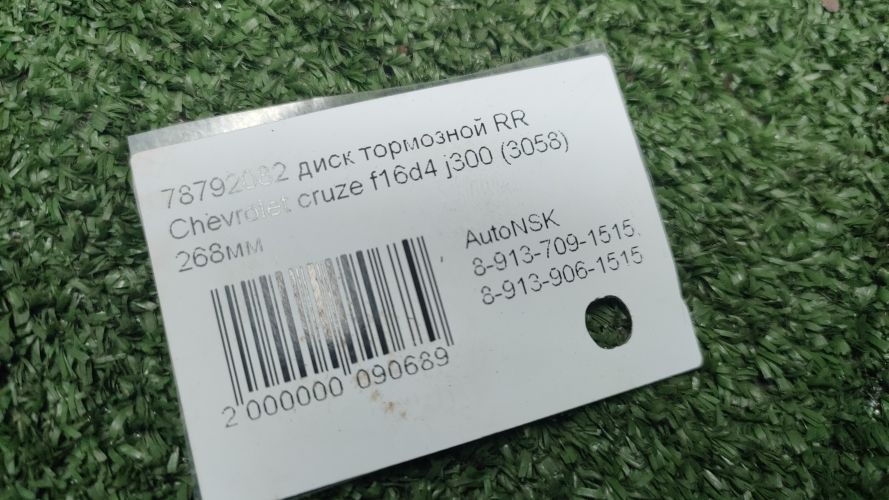 78792082 диск тормозной RR
Chevrolet cruze f16d4 j300 (3058)
268мм
AutoNSK
8-913-709-1515,
8-913-906-1515
2 000000 090689